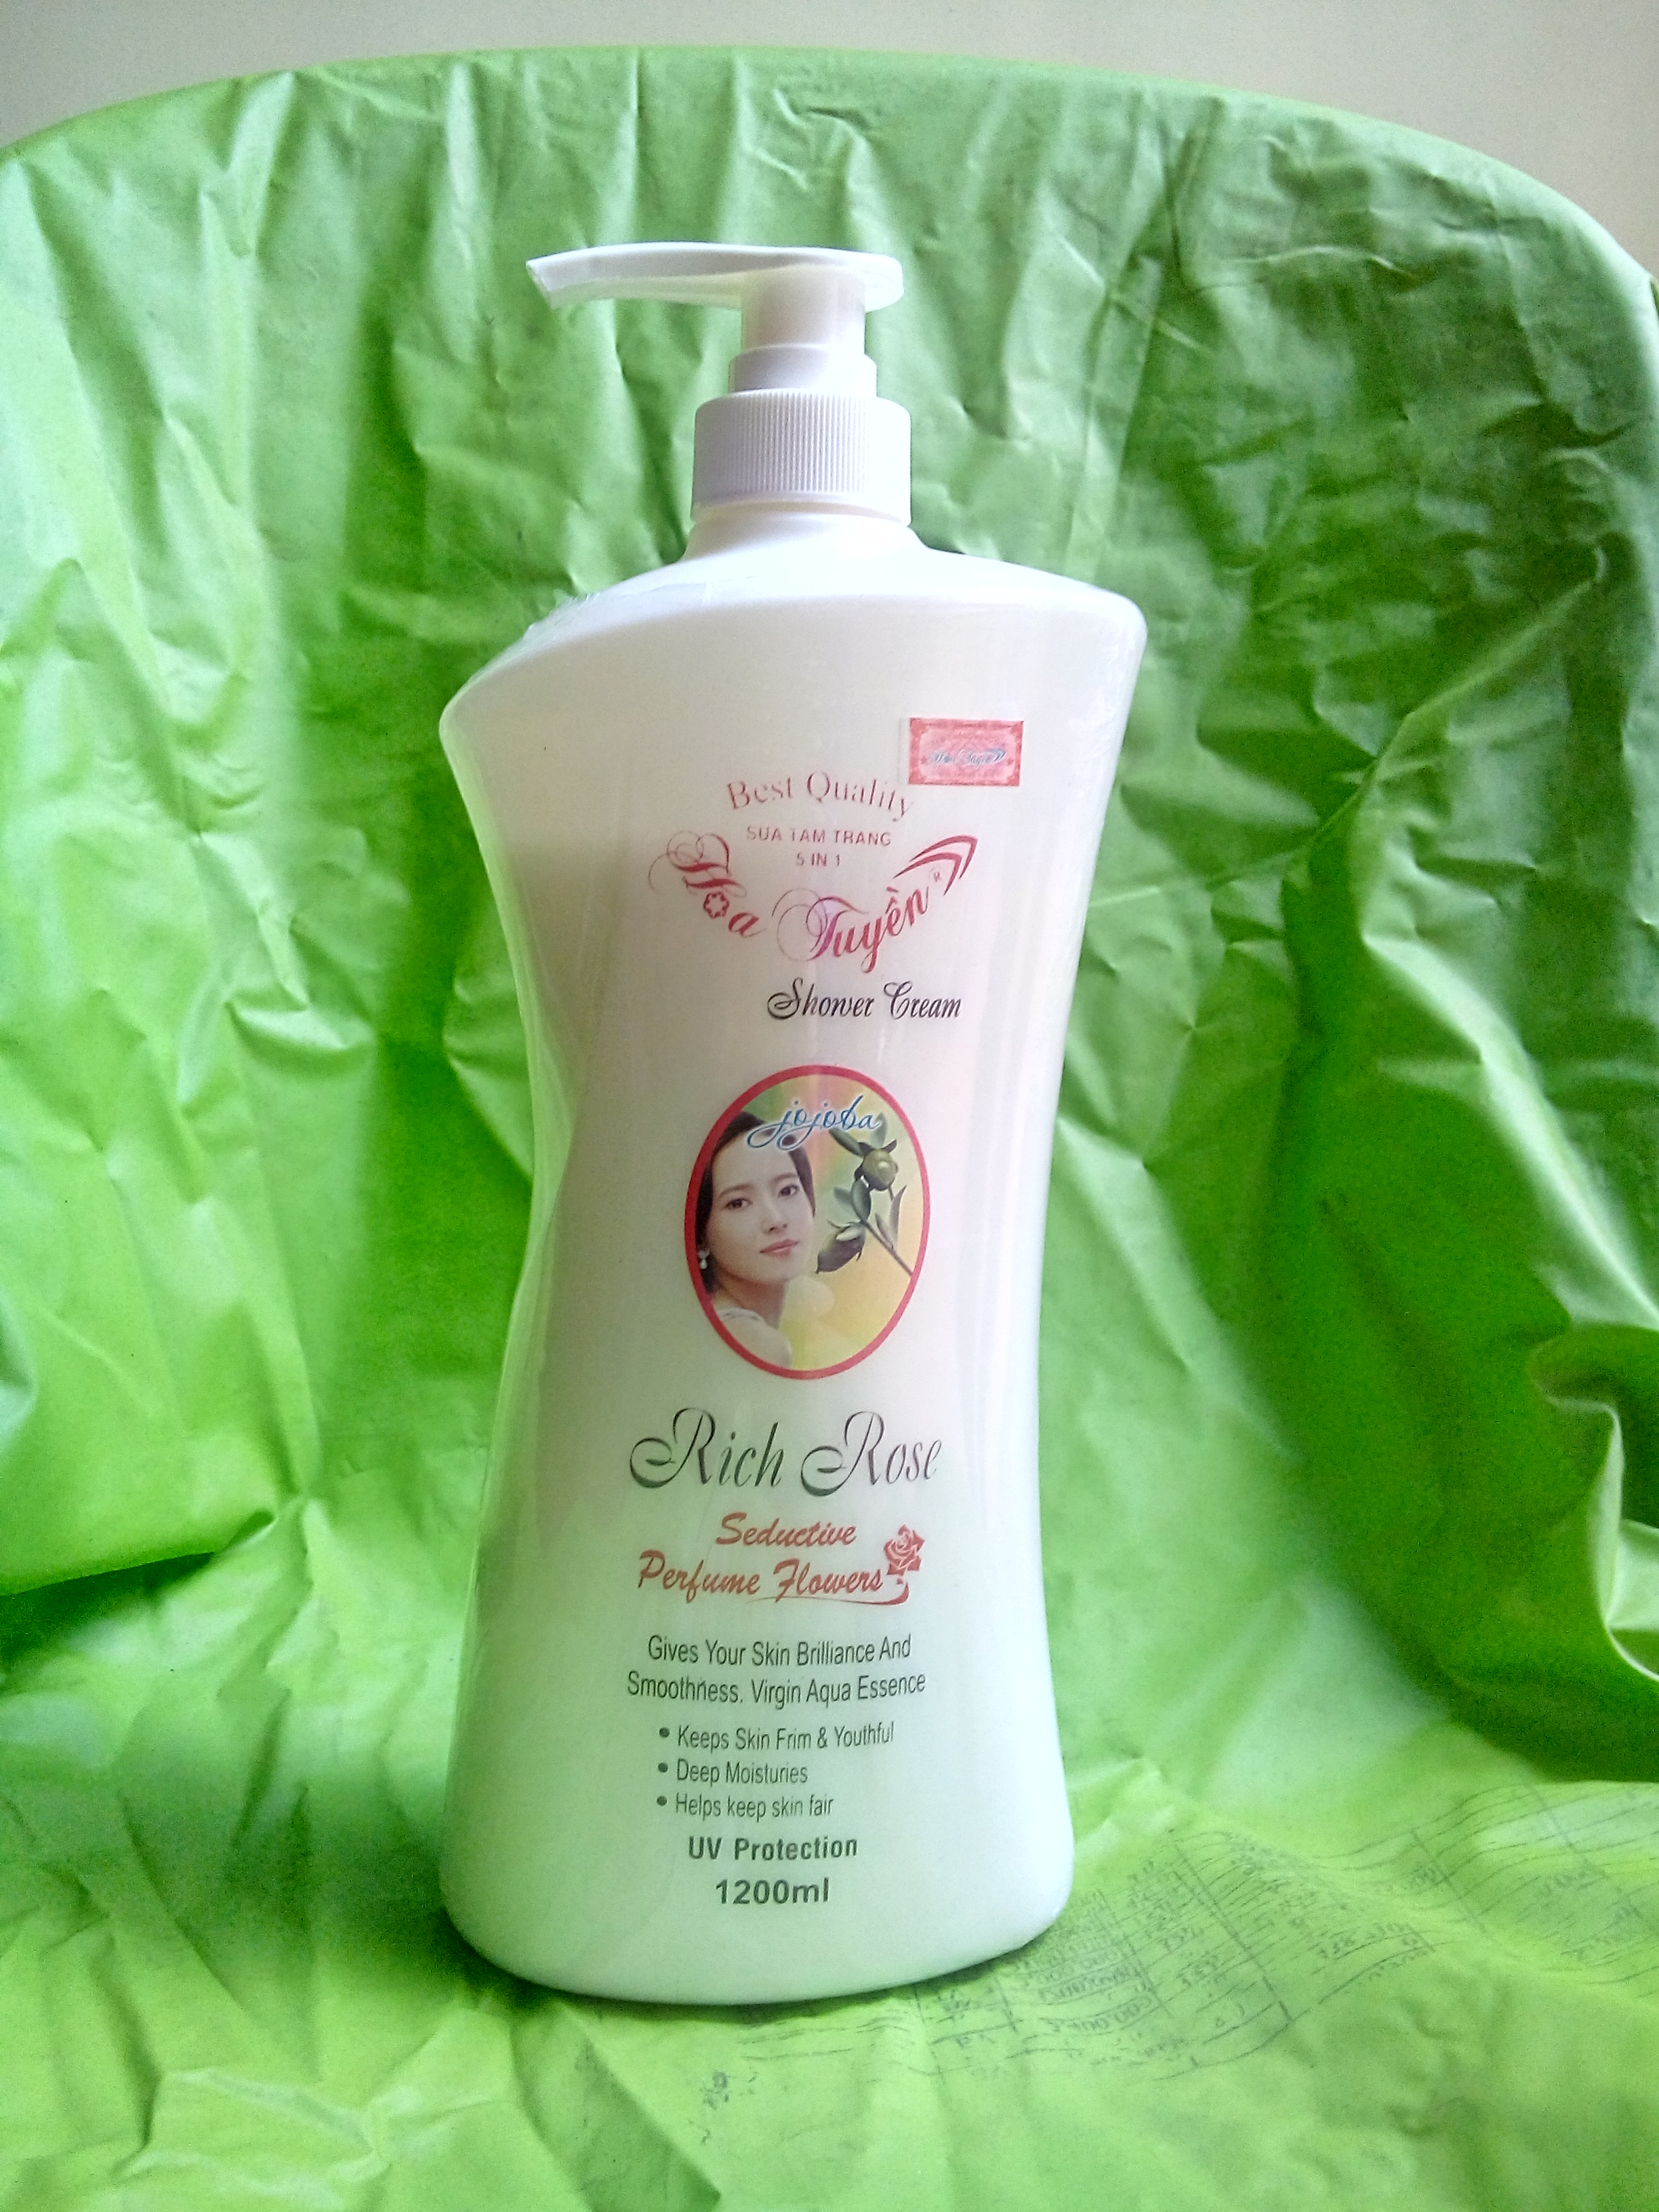 Best Quality
SUA TAM TRANG
5 IN 1
Hoa Tuyền ®
Shower Cream
jojoba
Rich Rose
Seductive
Perfume Flowers
Gives Your Skin Brilliance And
Smoothness. Virgin Aqua Essence
• Keeps Skin Frim & Youthful
• Deep Moisturies
• Helps keep skin fair
UV Protection
1200ml